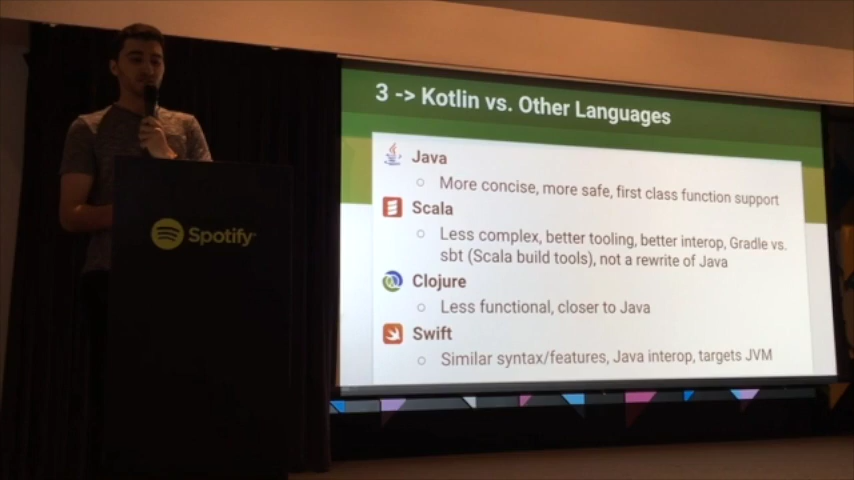 3 -> Kotlin vs. Other Languages
Java
More concise, more safe, first class function support
Scala
Less complex, better tooling, better interop, Gradle vs.
sbt (Scala build tools), not a rewrite of Java
Clojure
Less functional, closer to Java
Swift
Similar syntax/features, Java interop, targets JVM
Spotify